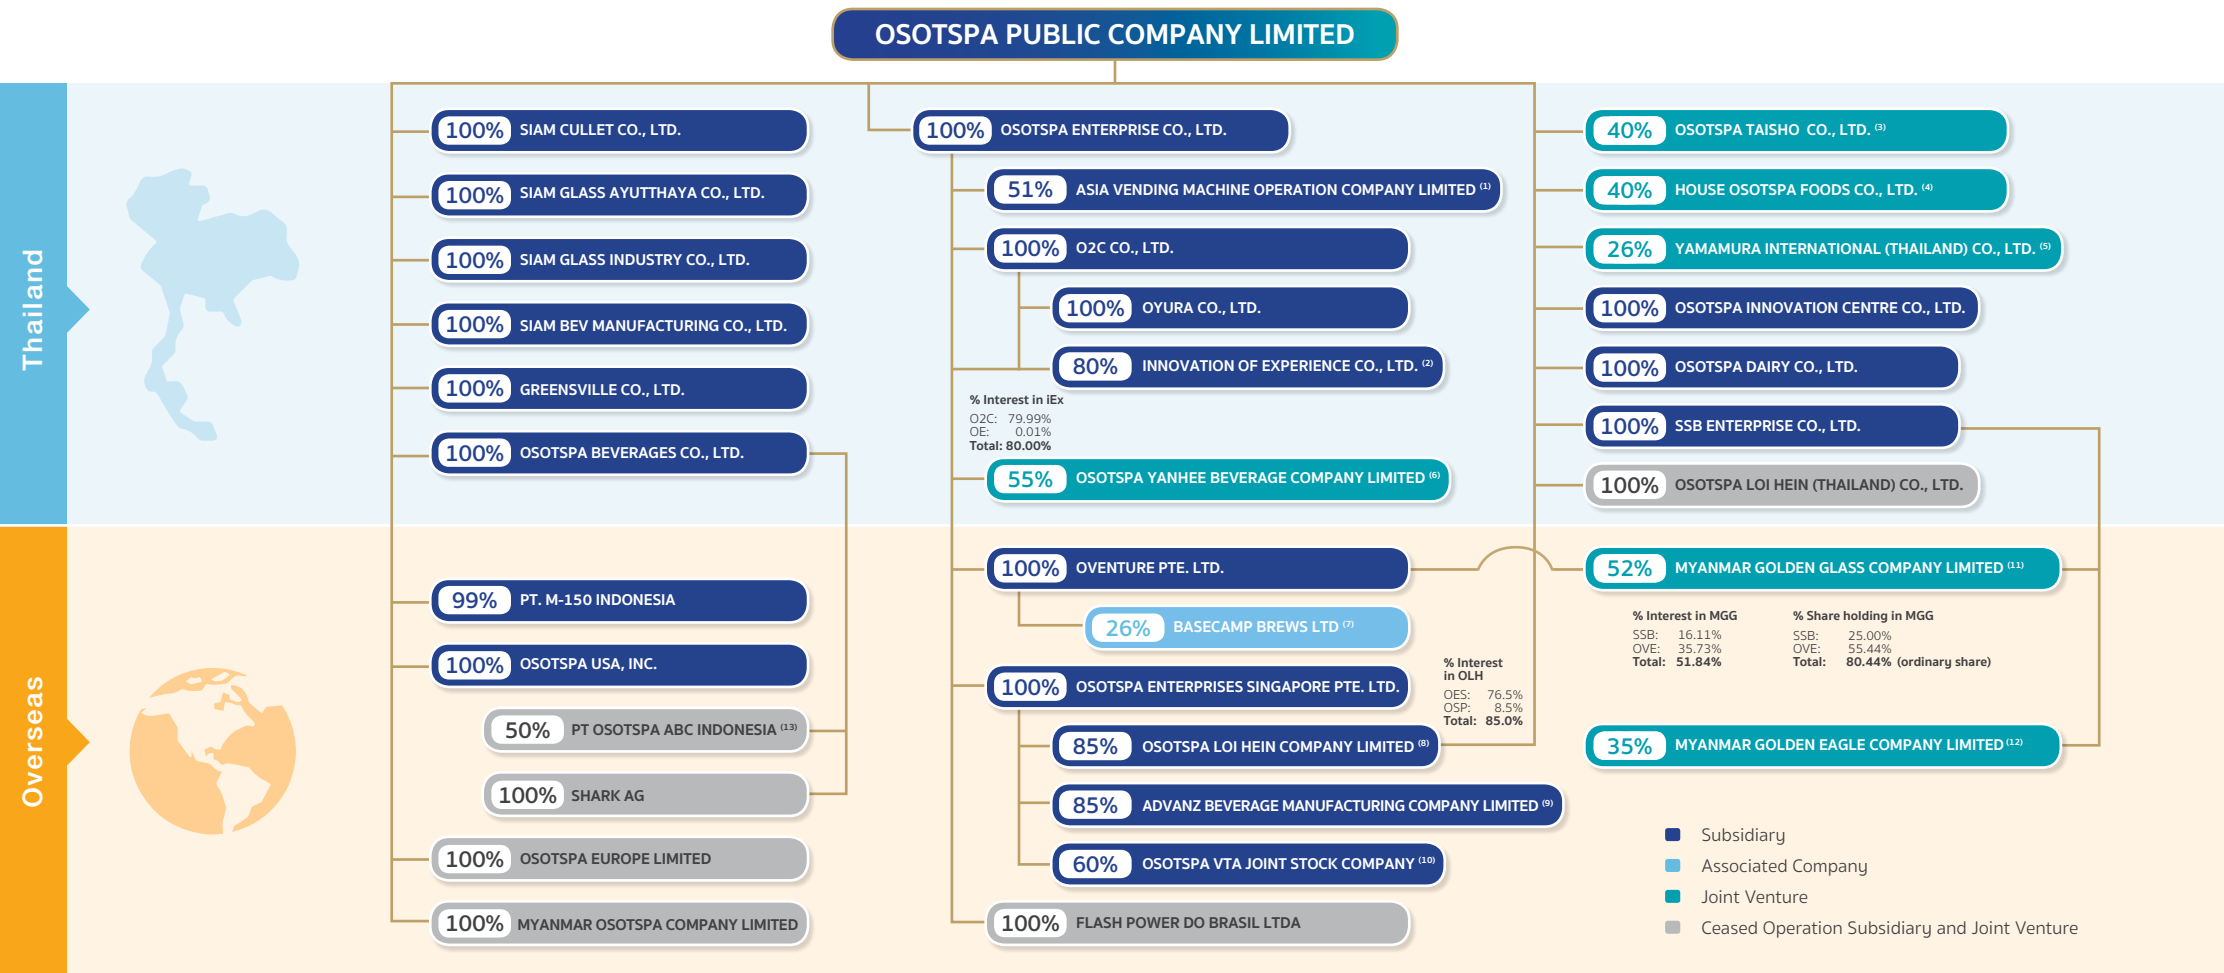 OSOTSPA PUBLIC COMPANY LIMITED
Thailand
100% SIAM CULLET CO., LTD.
100% SIAM GLASS AYUTTHAYA CO., LTD.
100% SIAM GLASS INDUSTRY CO., LTD.
100% SIAM BEV MANUFACTURING CO., LTD.
100% GREENSVILLE CO., LTD.
100% OSOTSPA BEVERAGES CO., LTD.
100% OSOTSPA ENTERPRISE CO., LTD.
51% ASIA VENDING MACHINE OPERATION COMPANY LIMITED (1)
100% O2C CO., LTD.
100% OYURA CO., LTD.
80% INNOVATION OF EXPERIENCE CO., LTD. (2)
% Interest in iEx
O2C: 79.99%
OE: 0.01%
Total: 80.00%
55% OSOTSPA YANHEE BEVERAGE COMPANY LIMITED (6)
40% OSOTSPA TAISHO CO., LTD. (3)
40% HOUSE OSOTSPA FOODS CO., LTD. (4)
26% YAMAMURA INTERNATIONAL (THAILAND) CO., LTD. (5)
100% OSOTSPA INNOVATION CENTRE CO., LTD.
100% OSOTSPA DAIRY CO., LTD.
100% SSB ENTERPRISE CO., LTD.
100% OSOTSPA LOI HEIN (THAILAND) CO., LTD.
Overseas
99% PT. M-150 INDONESIA
100% OSOTSPA USA, INC.
50% PT OSOTSPA ABC INDONESIA (13)
100% SHARK AG
100% OSOTSPA EUROPE LIMITED
100% MYANMAR OSOTSPA COMPANY LIMITED
100% OVENTURE PTE. LTD.
26% BASECAMP BREWS LTD (7)
100% OSOTSPA ENTERPRISES SINGAPORE PTE. LTD.
% Interest
in OLH
OES: 76.5%
OSP: 8.5%
Total: 85.0%
85% OSOTSPA LOI HEIN COMPANY LIMITED (8)
85% ADVANZ BEVERAGE MANUFACTURING COMPANY LIMITED (9)
60% OSOTSPA VTA JOINT STOCK COMPANY (10)
100% FLASH POWER DO BRASIL LTDA
52% MYANMAR GOLDEN GLASS COMPANY LIMITED (11)
% Interest in MGG
SSB: 16.11%
OVE: 35.73%
Total: 51.84%
% Share holding in MGG
SSB: 25.00%
OVE: 55.44%
Total: 80.44% (ordinary share)
35% MYANMAR GOLDEN EAGLE COMPANY LIMITED (12)
Subsidiary
Associated Company
Joint Venture
Ceased Operation Subsidiary and Joint Venture